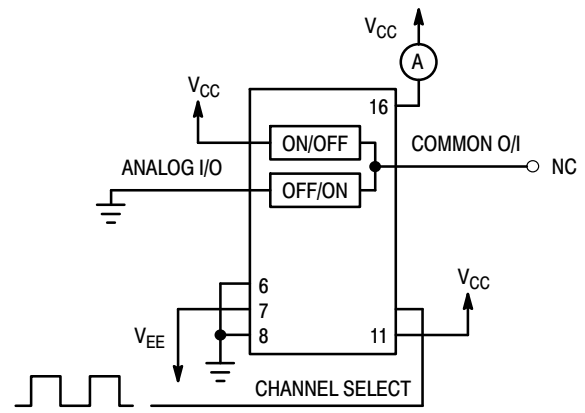 VCC
A
VCC
16
ON/OFF
COMMON O/I
ANALOG I/O
OFF/ON
NC
6
VCC
7
VEE
8
11
CHANNEL SELECT